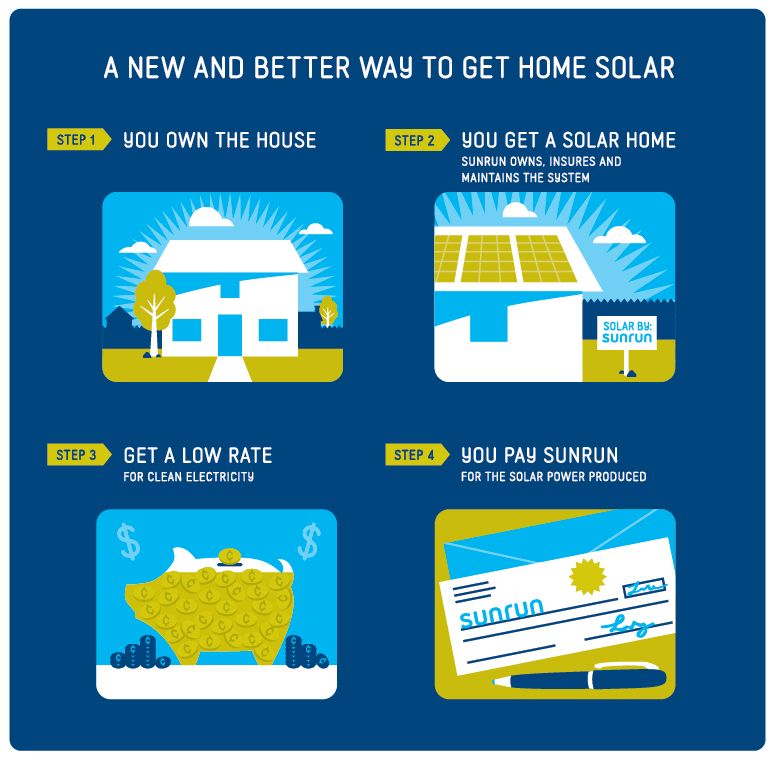 A NEW AND BETTER WAY TO GET HOME SOLAR
STEP 1
YOU OWN THE HOUSE
STEP 2
YOU GET A SOLAR HOME
SUNRUN OWNS, INSURES AND
MAINTAINS THE SYSTEM
SOLAR BY:
sunrun
STEP 3
GET A LOW RATE
FOR CLEAN ELECTRICITY
$ $
STEP 4
YOU PAY SUNRUN
FOR THE SOLAR POWER PRODUCED
sunrun